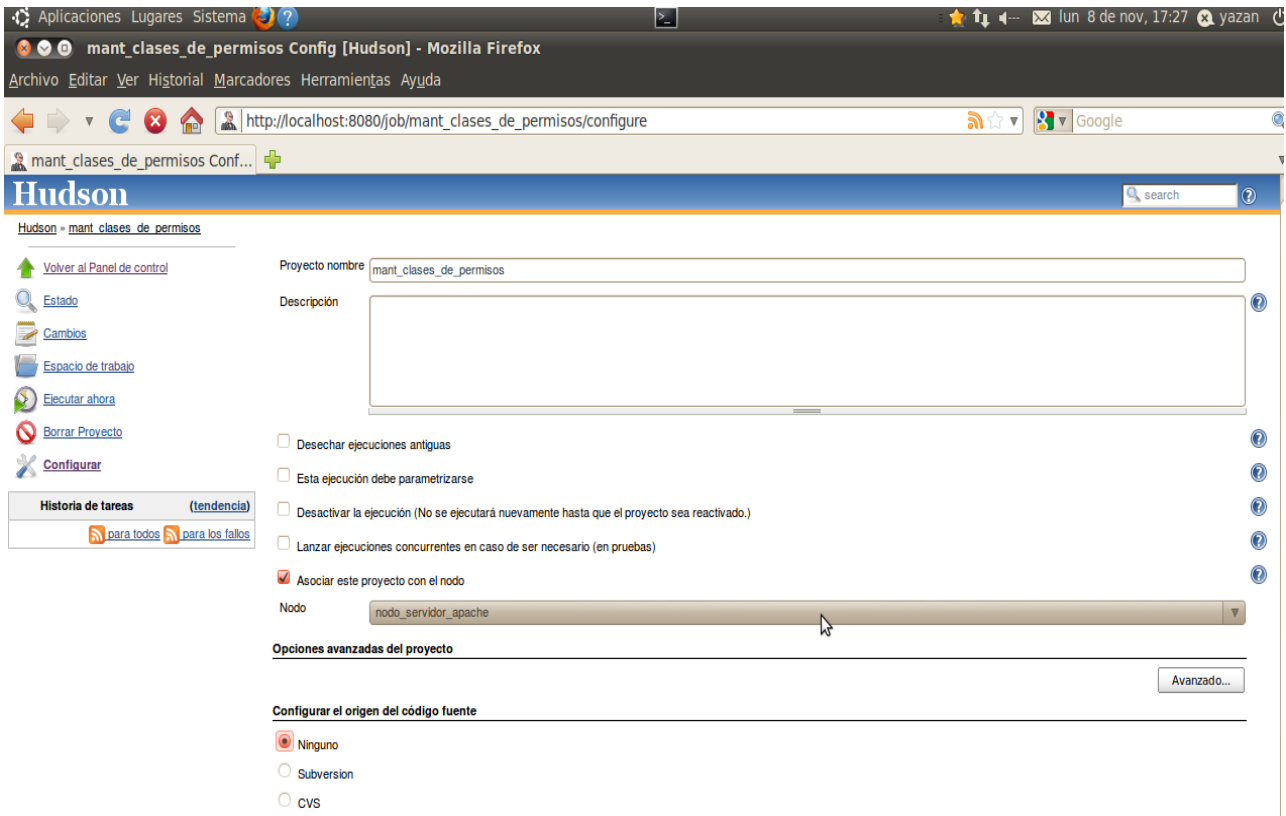 Aplicaciones Lugares Sistema
lun 8 de nov, 17:27 yazan
mant_clases_de_permisos Config [Hudson] - Mozilla Firefox
Archivo Editar Ver Historial Marcadores Herramientas Ayuda
http://localhost:8080/job/mant_clases_de_permisos/configure
Google
mant_clases_de_permisos Conf...
Hudson
search
Hudson » mant_clases_de_permisos
Volver al Panel de control
Estado
Cambios
Espacio de trabajo
Ejecutar ahora
Borrar Proyecto
Configurar
Historia de tareas (tendencia)
para todos para los fallos
Proyecto nombre mant_clases_de_permisos
Descripción
Desechar ejecuciones antiguas
Esta ejecución debe parametrizarse
Desactivar la ejecución (No se ejecutará nuevamente hasta que el proyecto sea reactivado.)
Lanzar ejecuciones concurrentes en caso de ser necesario (en pruebas)
Asociar este proyecto con el nodo
Nodo nodo_servidor_apache
Opciones avanzadas del proyecto
Avanzado...
Configurar el origen del código fuente
Ninguno
Subversion
CVS